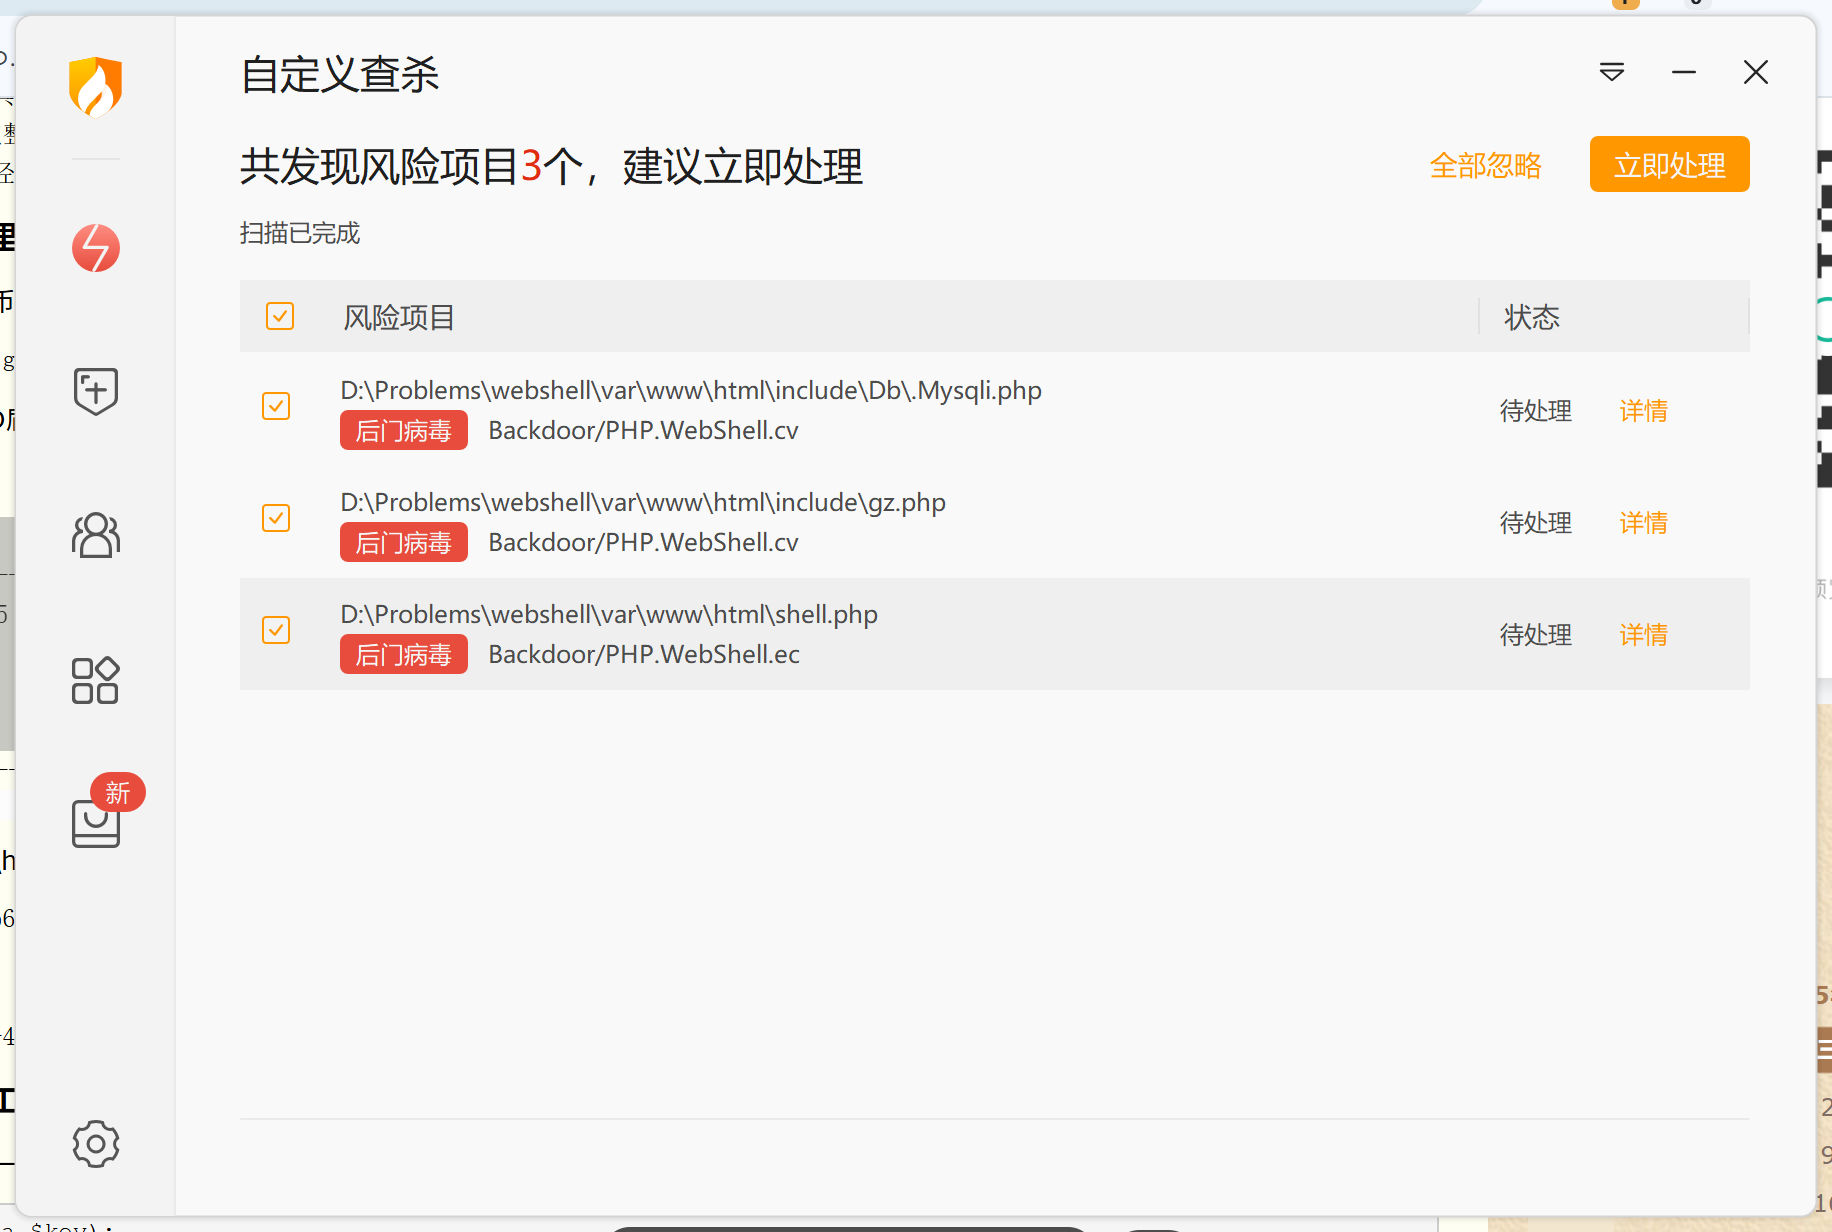 自定义查杀
共发现风险项目3个，建议立即处理
全部忽略
立即处理
扫描已完成
风险项目
状态
D:\Problems\webshell\var\www\html\include\Db\.Mysqli.php
后门病毒 Backdoor/PHP.WebShell.cv
待处理 详情
D:\Problems\webshell\var\www\html\include\gz.php
后门病毒 Backdoor/PHP.WebShell.cv
待处理 详情
D:\Problems\webshell\var\www\html\shell.php
后门病毒 Backdoor/PHP.WebShell.ec
待处理 详情
新